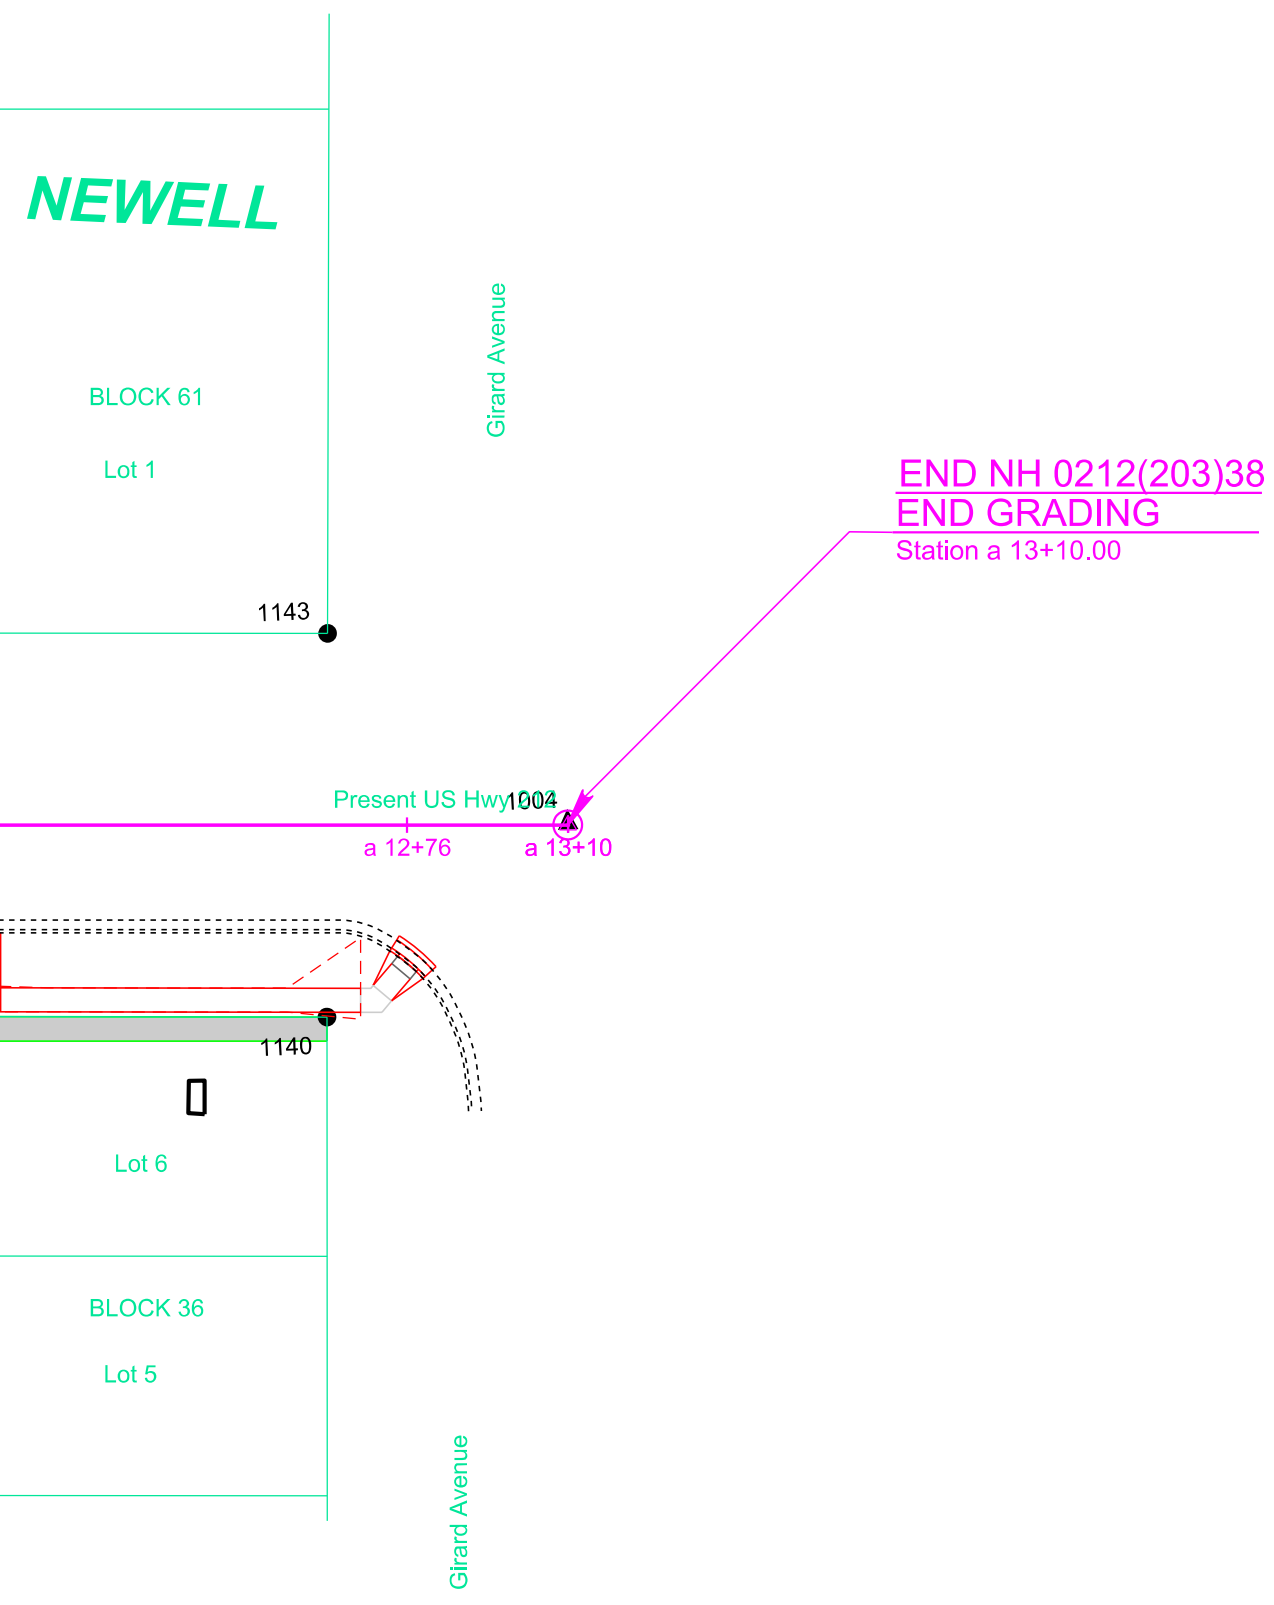 NEWELL
Girard Avenue
BLOCK 61
Lot 1
END NH 0212(203)38
END GRADING
Station a 13+10.00
1143
Present US Hwy 212
1004
a 12+76
a 13+10
1140
Lot 6
BLOCK 36
Lot 5
Girard Avenue